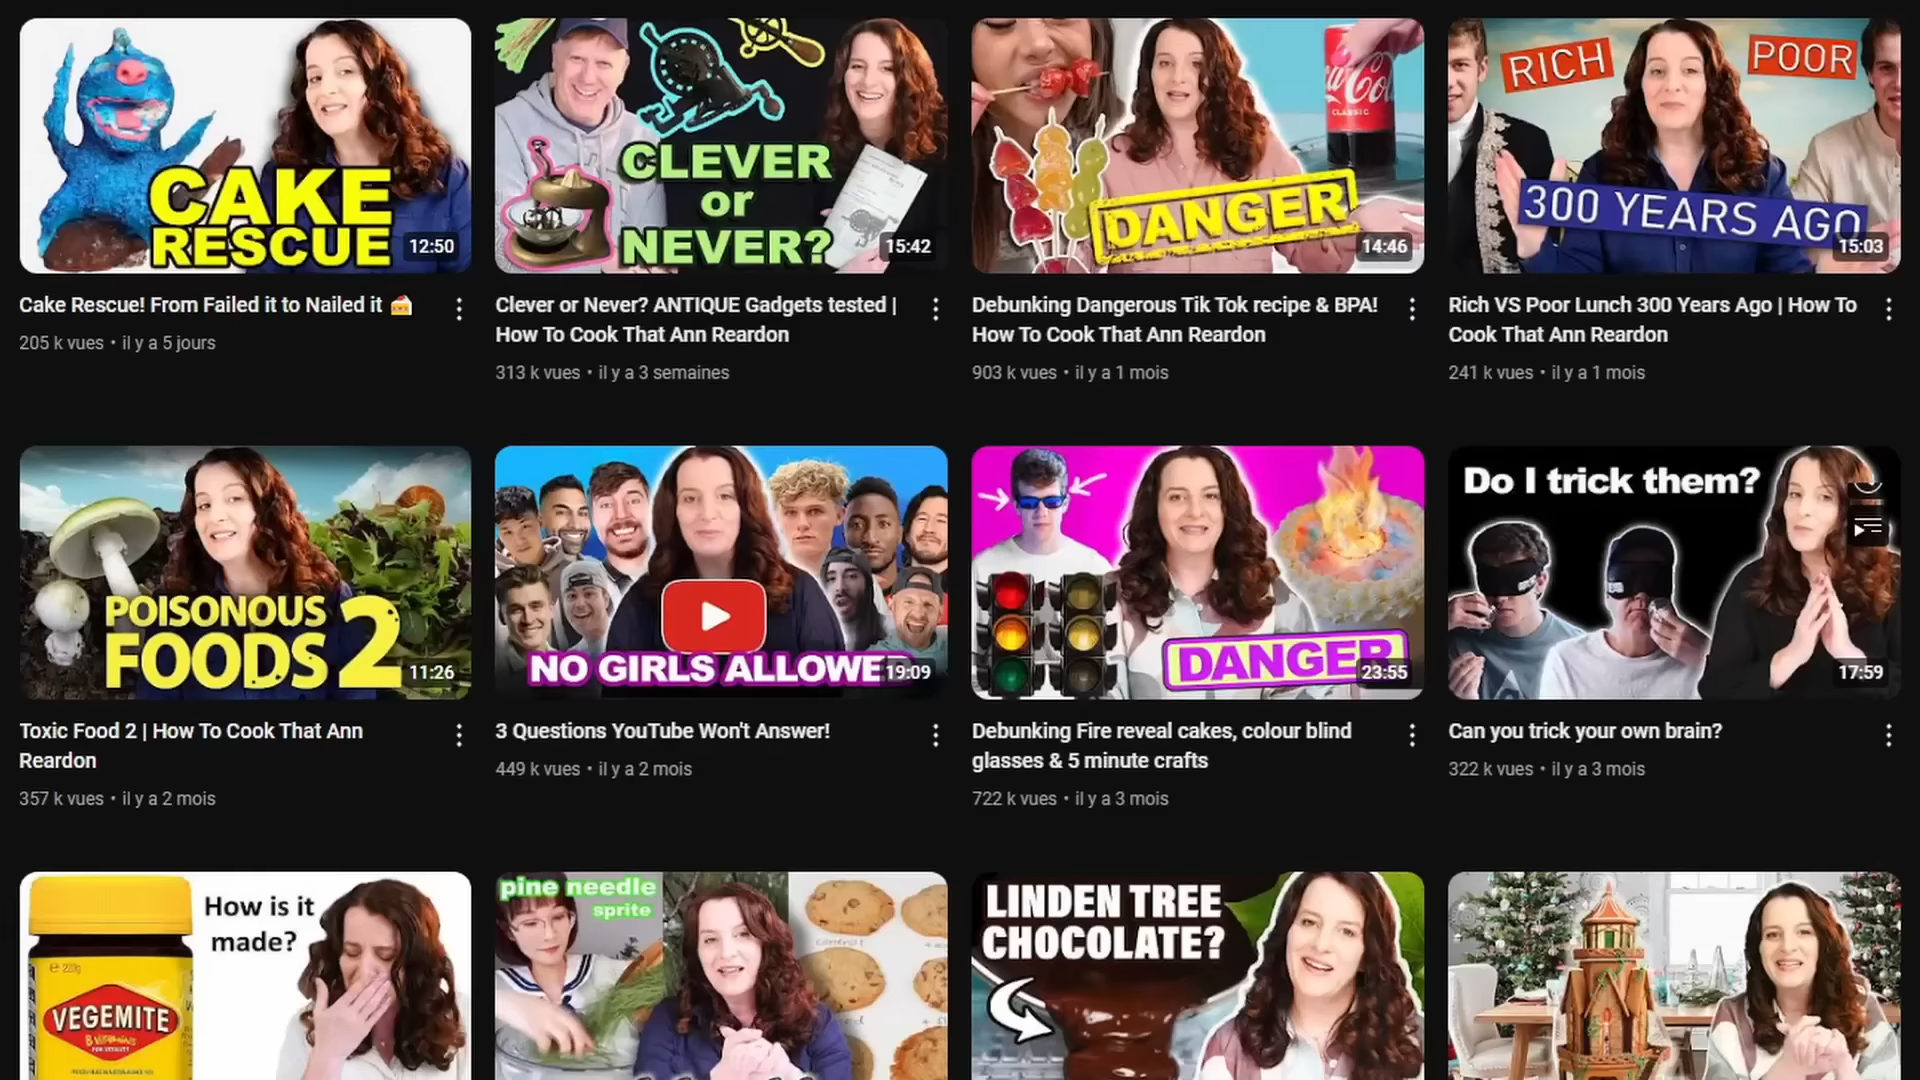 CAKE
RESCUE
12:50
Cake Rescue! From Failed it to Nailed it 🍰
205 k vues • il y a 5 jours
CLEVER
or
NEVER?
15:42
Clever or Never? ANTIQUE Gadgets tested |
How To Cook That Ann Reardon
313 k vues • il y a 3 semaines
CLASSIC
DANGER
14:46
Debunking Dangerous Tik Tok recipe & BPA!
How To Cook That Ann Reardon
903 k vues • il y a 1 mois
RICH
POOR
300 YEARS AGO
15:03
Rich VS Poor Lunch 300 Years Ago | How To
Cook That Ann Reardon
241 k vues • il y a 1 mois
POISONOUS
FOODS 2
11:26
Toxic Food 2 | How To Cook That Ann
Reardon
357 k vues • il y a 2 mois
NO GIRLS ALLOWED
19:09
3 Questions YouTube Won't Answer!
449 k vues • il y a 2 mois
DANGER
23:55
Debunking Fire reveal cakes, colour blind
glasses & 5 minute crafts
722 k vues • il y a 3 mois
Do I trick them?
17:59
Can you trick your own brain?
322 k vues • il y a 3 mois
How is it
made?
VEGEMITE
pine needle
sprite
LINDEN TREE
CHOCOLATE?